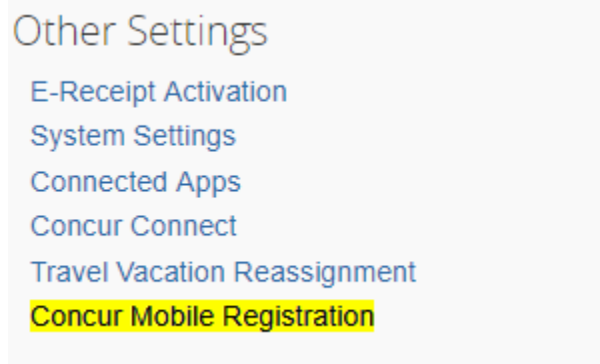 Other Settings
E-Receipt Activation
System Settings
Connected Apps
Concur Connect
Travel Vacation Reassignment
Concur Mobile Registration